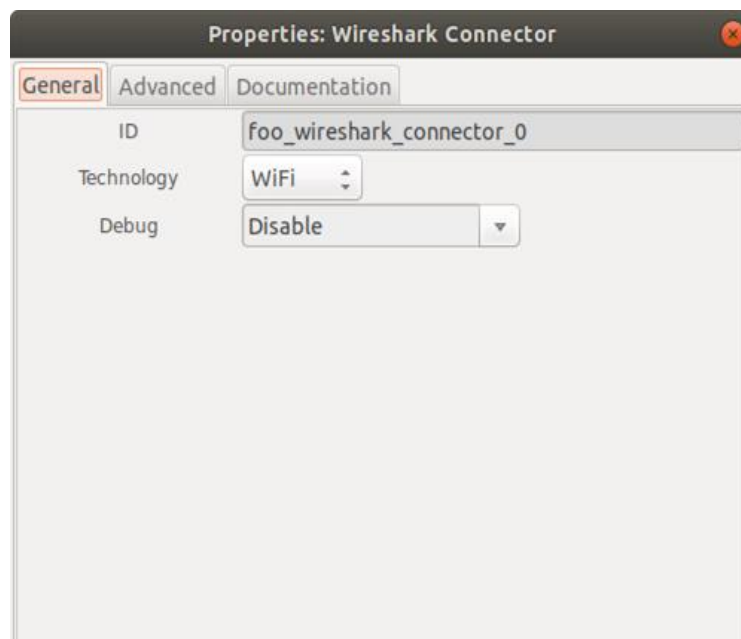 Properties: Wireshark Connector
General Advanced Documentation
ID foo_wireshark_connector_0
Technology WiFi
Debug Disable